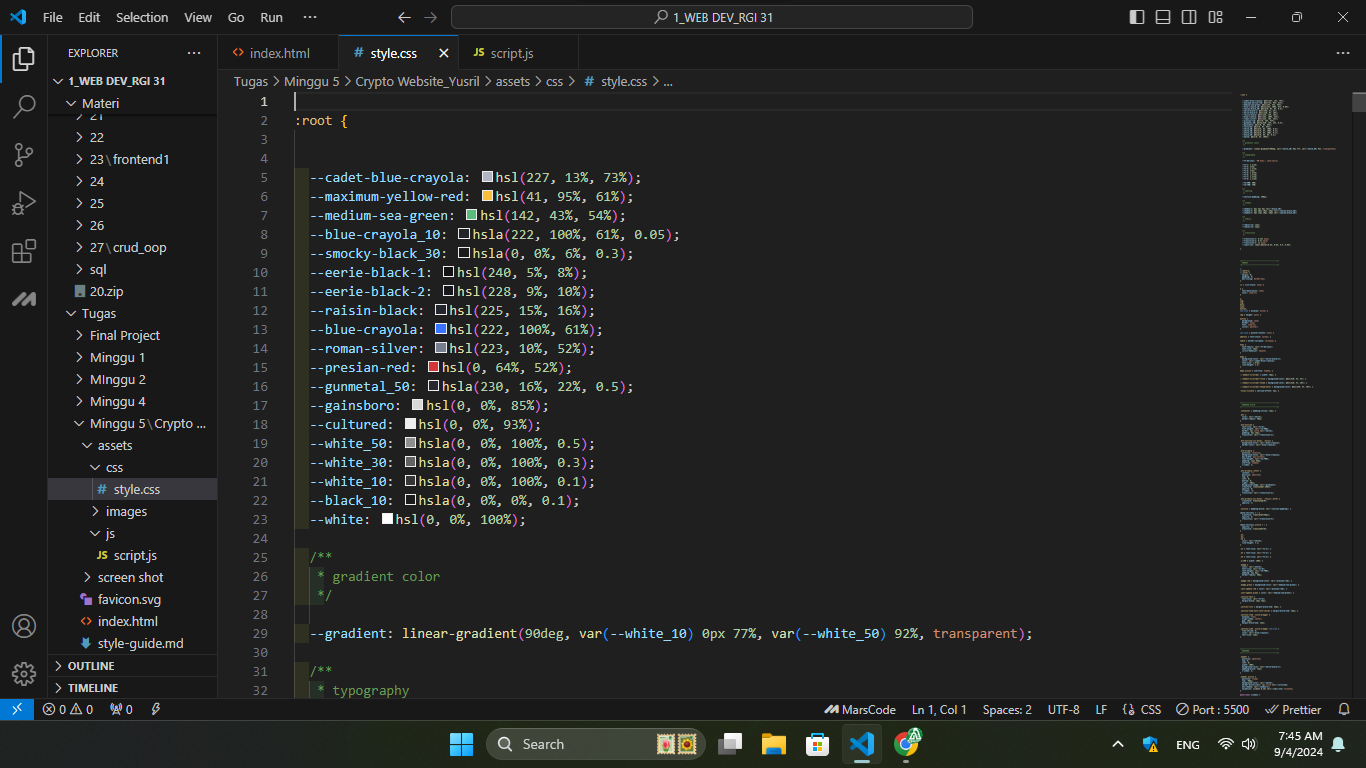 File Edit Selection View Go Run ···
1_WEB DEV_RGI 31
EXPLORER
1_WEB DEV_RGI 31
Materi
21
22
23\frontend1
24
25
26
27\crud_oop
sql
20.zip
Tugas
Final Project
Minggu 1
MInggu 2
Minggu 4
Minggu 5\Crypto ...
assets
css
# style.css
images
js
JS script.js
screen shot
favicon.svg
index.html
style-guide.md
OUTLINE
TIMELINE
index.html
# style.css
JS script.js
Tugas > Minggu 5 > Crypto Website_Yusril > assets > css > # style.css > ...
1
2 :root {
3
4
5 --cadet-blue-crayola: hsl(227, 13%, 73%);
6 --maximum-yellow-red: hsl(41, 95%, 61%);
7 --medium-sea-green: hsl(142, 43%, 54%);
8 --blue-crayola_10: hsla(222, 100%, 61%, 0.05);
9 --smocky-black_30: hsla(0, 0%, 6%, 0.3);
10 --eerie-black-1: hsl(240, 5%, 8%);
11 --eerie-black-2: hsl(228, 9%, 10%);
12 --raisin-black: hsl(225, 15%, 16%);
13 --blue-crayola: hsl(222, 100%, 61%);
14 --roman-silver: hsl(223, 10%, 52%);
15 --presian-red: hsl(0, 64%, 52%);
16 --gunmetal_50: hsla(230, 16%, 22%, 0.5);
17 --gainsboro: hsl(0, 0%, 85%);
18 --cultured: hsl(0, 0%, 93%);
19 --white_50: hsla(0, 0%, 100%, 0.5);
20 --white_30: hsla(0, 0%, 100%, 0.3);
21 --white_10: hsla(0, 0%, 100%, 0.1);
22 --black_10: hsla(0, 0%, 0%, 0.1);
23 --white: hsl(0, 0%, 100%);
24
25 /**
26 * gradient color
27 */
28
29 --gradient: linear-gradient(90deg, var(--white_10) 0px 77%, var(--white_50) 92%, transparent);
30
31 /**
32 * typography
0 0 0 MarsCode Ln 1, Col 1 Spaces: 2 UTF-8 LF {} CSS Port : 5500 Prettier
Search
ENG
7:45 AM
9/4/2024